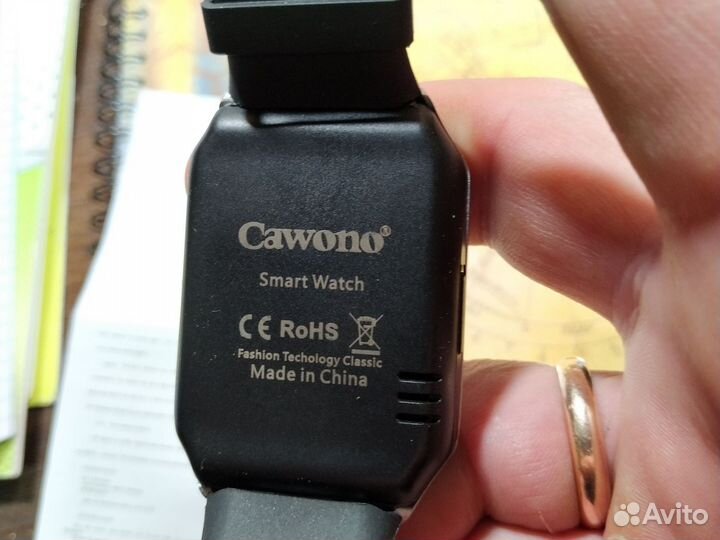 Cawono®
Smart Watch
CE RoHS
Fashion Techology Classic
Made in China
Avito